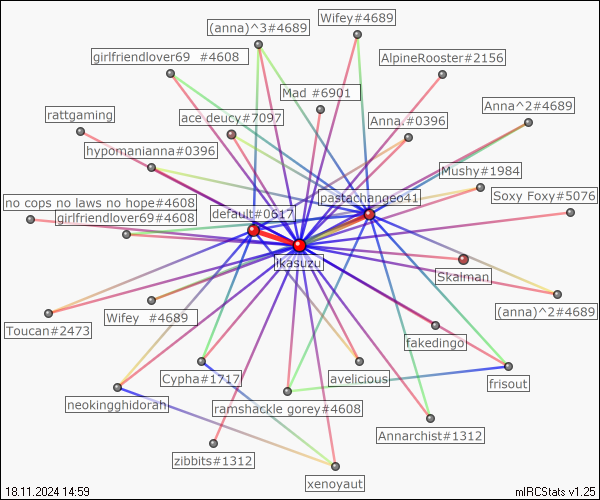 (anna)^3#4689
Wifey #4689
girlfriendlover69 #4608
AlpineRooster#2156
Mad #6901
Anna^2#4689
rattgaming
ace deucy#7097
Anna.#0396
hypomanianna#0396
Mushy#1984
pastachangeo41
Soxy Foxy#5076
no cops no laws no hope#4608
girlfriendlover69#4608
default#0617
ikasuzu
Skalman
(anna)^2#4689
Wifey #4689
Toucan#2473
fakedingo
Cypha#1717
avelicious
frisout
neokingghidorah
ramshackle gorey#4608
Annarchist#1312
zibbits#1312
xenoyaut
18.11.2024 14:59
mIRCStats v1.25